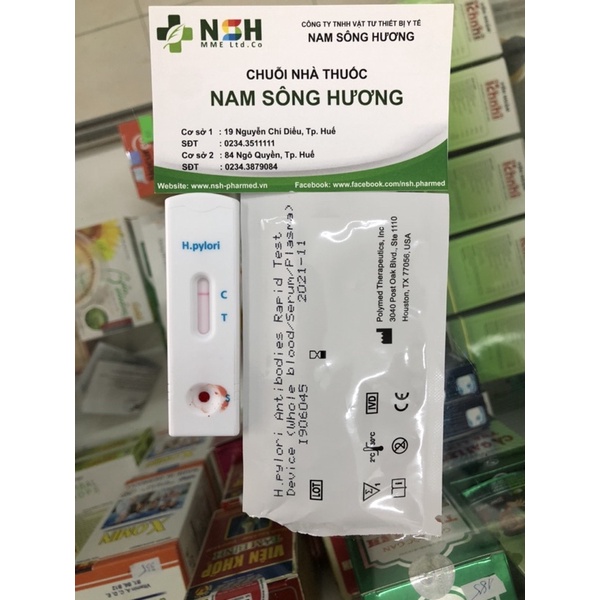 NSH
MME Ltd.Co
CÔNG TY TNHH VẬT TƯ THIẾT BỊ Y TẾ
NAM SÔNG HƯƠNG
CHUỖI NHÀ THUỐC
NAM SÔNG HƯƠNG
Cơ sở 1 : 19 Nguyễn Chí Diểu, Tp. Huế
SĐT : 0234.3511111
Cơ sở 2 : 84 Ngô Quyền, Tp. Huế
SĐT : 0234.3879084
Website: www.nsh-pharmed.vn
Facebook: www.facebook.com/nsh.pharmed
H.pylori
C
T
S
H.pylori Antibodies Rapid Test
Device (Whole blood/Serum/Plasma)
I906045
2021-11
LOT
Polymed Therapeutics, Inc
3040 Post Oak Blvd., Ste 1110
Houston, TX 77056, USA
IVD
CE
2°C
30°C
ichnhi
XOMIN
VIÊN KHỚP